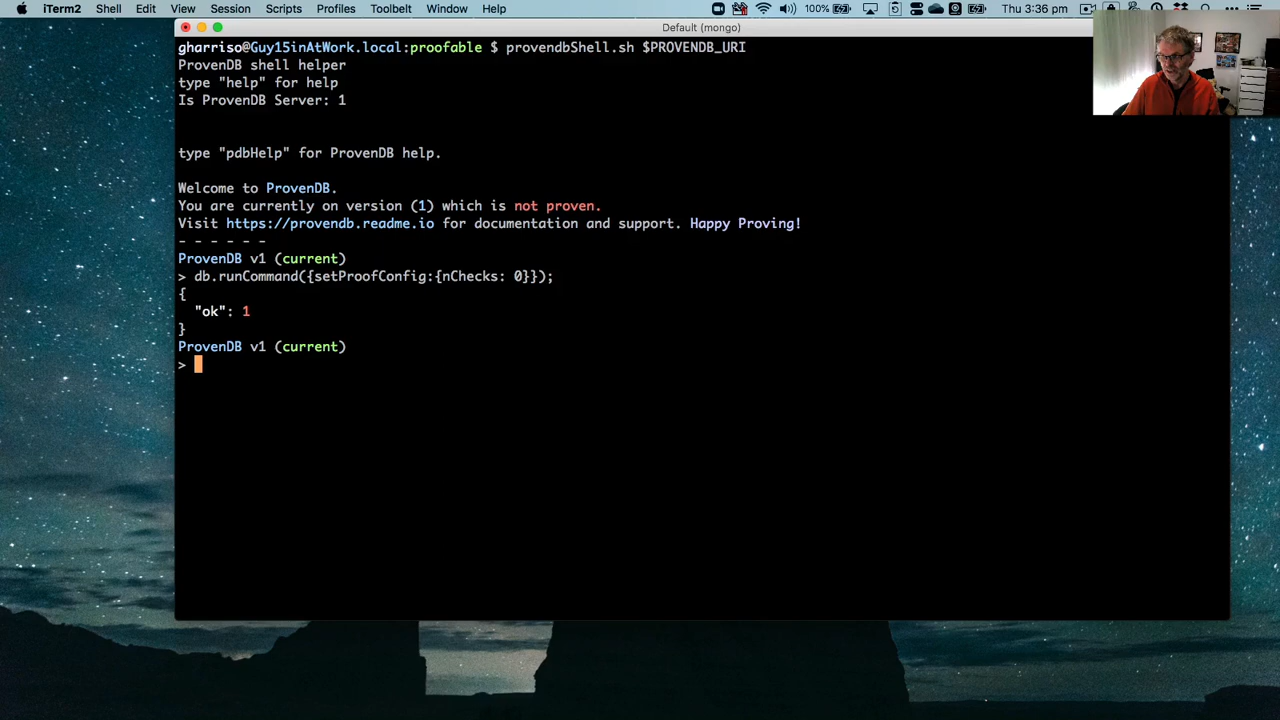 iTerm2 Shell Edit View Session Scripts Profiles Toolbelt Window Help 100% Thu 3:36 pm
Default (mongo)
gharriso@Guy15inAtWork.local:proofable $ provendbShell.sh $PROVENDB_URI
ProvenDB shell helper
type "help" for help
Is ProvenDB Server: 1
type "pdbHelp" for ProvenDB help.
Welcome to ProvenDB.
You are currently on version (1) which is not proven.
Visit https://provendb.readme.io for documentation and support. Happy Proving!
- - - - - -
ProvenDB v1 (current)
> db.runCommand({setProofConfig:{nChecks: 0}});
{
"ok": 1
}
ProvenDB v1 (current)
>